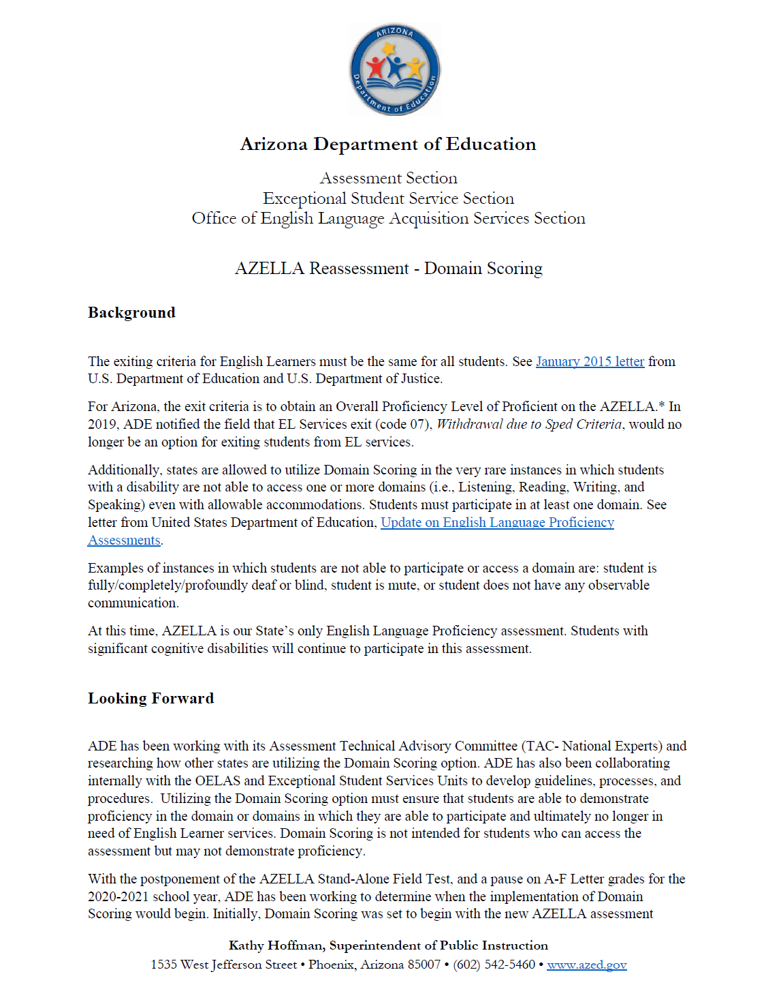 ARIZONA
Department of Education
Arizona Department of Education
Assessment Section
Exceptional Student Service Section
Office of English Language Acquisition Services Section
AZELLA Reassessment - Domain Scoring
Background
The exiting criteria for English Learners must be the same for all students. See January 2015 letter from
U.S. Department of Education and U.S. Department of Justice.
For Arizona, the exit criteria is to obtain an Overall Proficiency Level of Proficient on the AZELLA.* In
2019, ADE notified the field that EL Services exit (code 07), Withdrawal due to Sped Criteria, would no
longer be an option for exiting students from EL services.
Additionally, states are allowed to utilize Domain Scoring in the very rare instances in which students
with a disability are not able to access one or more domains (i.e., Listening, Reading, Writing, and
Speaking) even with allowable accommodations. Students must participate in at least one domain. See
letter from United States Department of Education, Update on English Language Proficiency
Assessments.
Examples of instances in which students are not able to participate or access a domain are: student is
fully/completely/profoundly deaf or blind, student is mute, or student does not have any observable
communication.
At this time, AZELLA is our State’s only English Language Proficiency assessment. Students with
significant cognitive disabilities will continue to participate in this assessment.
Looking Forward
ADE has been working with its Assessment Technical Advisory Committee (TAC- National Experts) and
researching how other states are utilizing the Domain Scoring option. ADE has also been collaborating
internally with the OELAS and Exceptional Student Services Units to develop guidelines, processes, and
procedures.  Utilizing the Domain Scoring option must ensure that students are able to demonstrate
proficiency in the domain or domains in which they are able to participate and ultimately no longer in
need of English Learner services. Domain Scoring is not intended for students who can access the
assessment but may not demonstrate proficiency.
With the postponement of the AZELLA Stand-Alone Field Test, and a pause on A-F Letter grades for the
2020-2021 school year, ADE has been working to determine when the implementation of Domain
Scoring would begin. Initially, Domain Scoring was set to begin with the new AZELLA assessment
Kathy Hoffman, Superintendent of Public Instruction
1535 West Jefferson Street • Phoenix, Arizona 85007 • (602) 542-5460 • www.azed.gov